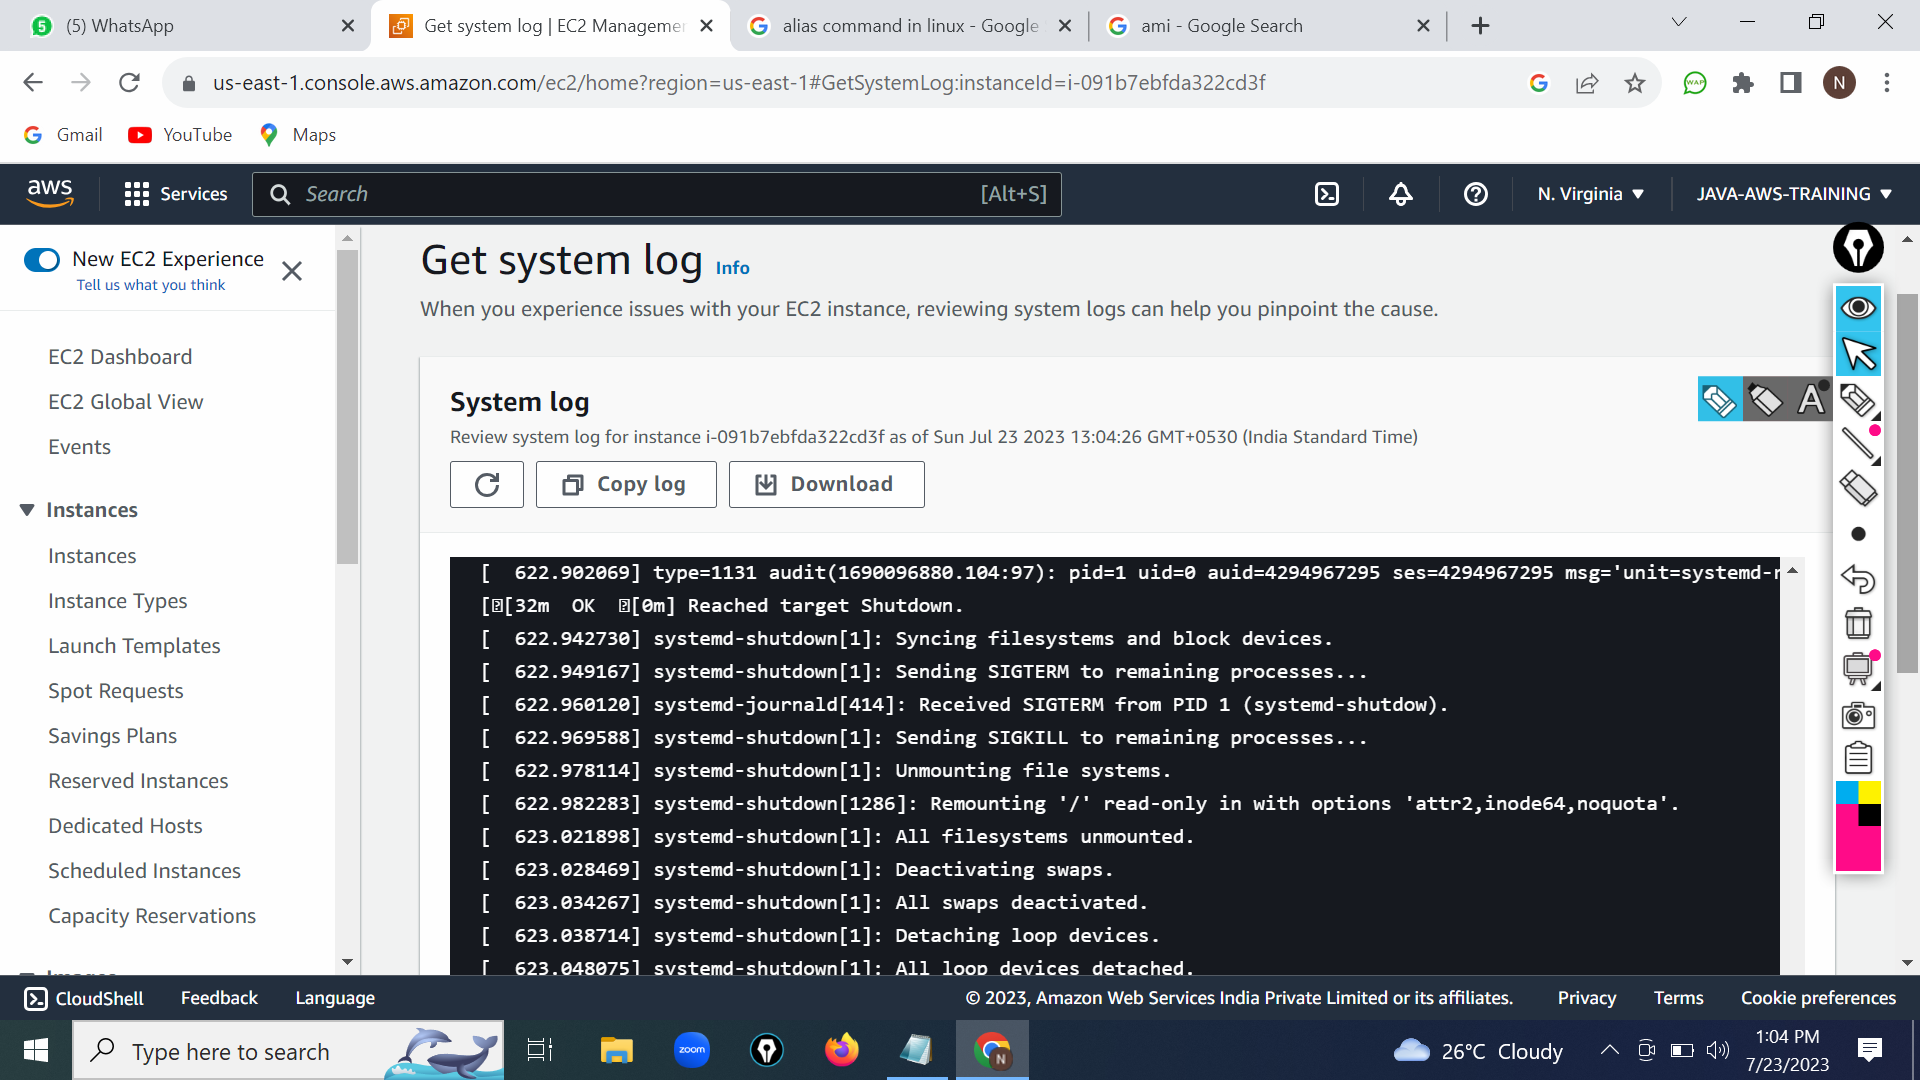 (5) WhatsApp
Get system log | EC2 Managemer
alias command in linux - Google
ami - Google Search
us-east-1.console.aws.amazon.com/ec2/home?region=us-east-1#GetSystemLog:instanceId=i-091b7ebfda322cd3f
N
Gmail
YouTube
Maps
aws
Services
Search
[Alt+S]
N. Virginia
JAVA-AWS-TRAINING
New EC2 Experience
Tell us what you think
EC2 Dashboard
EC2 Global View
Events
Instances
Instances
Instance Types
Launch Templates
Spot Requests
Savings Plans
Reserved Instances
Dedicated Hosts
Scheduled Instances
Capacity Reservations
Images
Get system log Info
When you experience issues with your EC2 instance, reviewing system logs can help you pinpoint the cause.
System log
Review system log for instance i-091b7ebfda322cd3f as of Sun Jul 23 2023 13:04:26 GMT+0530 (India Standard Time)
Copy log
Download
A
[  622.902069] type=1131 audit(1690096880.104:97): pid=1 uid=0 auid=4294967295 ses=4294967295 msg='unit=systemd-r
[[32m  OK  [0m] Reached target Shutdown.
[  622.942730] systemd-shutdown[1]: Syncing filesystems and block devices.
[  622.949167] systemd-shutdown[1]: Sending SIGTERM to remaining processes...
[  622.960120] systemd-journald[414]: Received SIGTERM from PID 1 (systemd-shutdow).
[  622.969588] systemd-shutdown[1]: Sending SIGKILL to remaining processes...
[  622.978114] systemd-shutdown[1]: Unmounting file systems.
[  622.982283] systemd-shutdown[1286]: Remounting '/' read-only in with options 'attr2,inode64,noquota'.
[  623.021898] systemd-shutdown[1]: All filesystems unmounted.
[  623.028469] systemd-shutdown[1]: Deactivating swaps.
[  623.034267] systemd-shutdown[1]: All swaps deactivated.
[  623.038714] systemd-shutdown[1]: Detaching loop devices.
[  623.048075] systemd-shutdown[1]: All loop devices detached.
CloudShell
Feedback
Language
© 2023, Amazon Web Services India Private Limited or its affiliates.
Privacy
Terms
Cookie preferences
Type here to search
zoom
N
26°C Cloudy
1:04 PM
7/23/2023